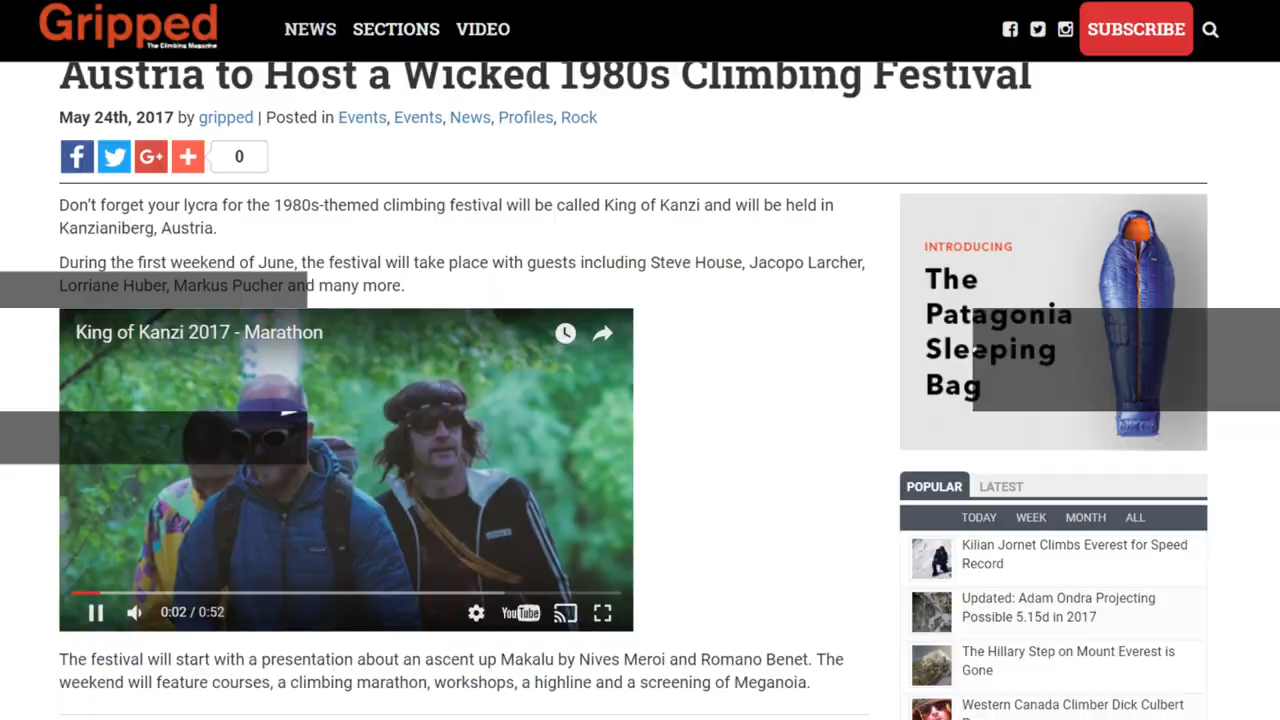 Gripped
The Climbing Magazine
NEWS SECTIONS VIDEO
SUBSCRIBE
Austria to Host a Wicked 1980s Climbing Festival
May 24th, 2017 by gripped | Posted in Events, Events, News, Profiles, Rock
0
Don’t forget your lycra for the 1980s-themed climbing festival will be called King of Kanzi and will be held in
Kanzianiberg, Austria.
During the first weekend of June, the festival will take place with guests including Steve House, Jacopo Larcher,
Lorriane Huber, Markus Pucher and many more.
King of Kanzi 2017 - Marathon
0:02 / 0:52
YouTube
The festival will start with a presentation about an ascent up Makalu by Nives Meroi and Romano Benet. The
weekend will feature courses, a climbing marathon, workshops, a highline and a screening of Meganoia.
INTRODUCING
The
Patagonia
Sleeping
Bag
POPULAR LATEST
TODAY WEEK MONTH ALL
Kilian Jornet Climbs Everest for Speed
Record
Updated: Adam Ondra Projecting
Possible 5.15d in 2017
The Hillary Step on Mount Everest is
Gone
Western Canada Climber Dick Culbert